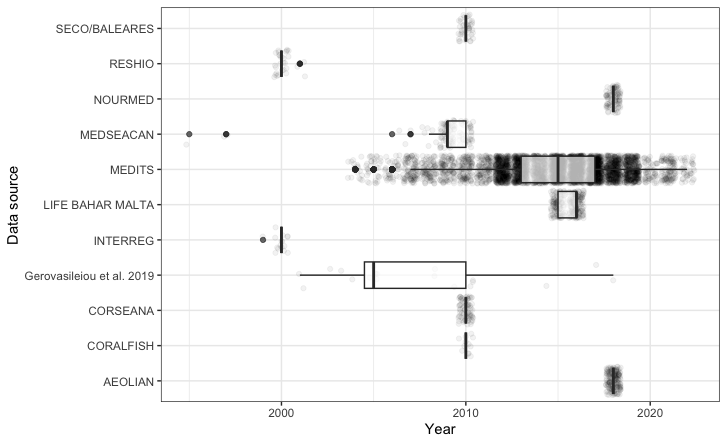 SECO/BALEARES
RESHIO
NOURMED
MEDSEACAN
MEDITS
LIFE BAHAR MALTA
INTERREG
Gerovasileiou et al. 2019
CORSEANA
CORALFISH
AEOLIAN
Data source
2000 2010 2020
Year